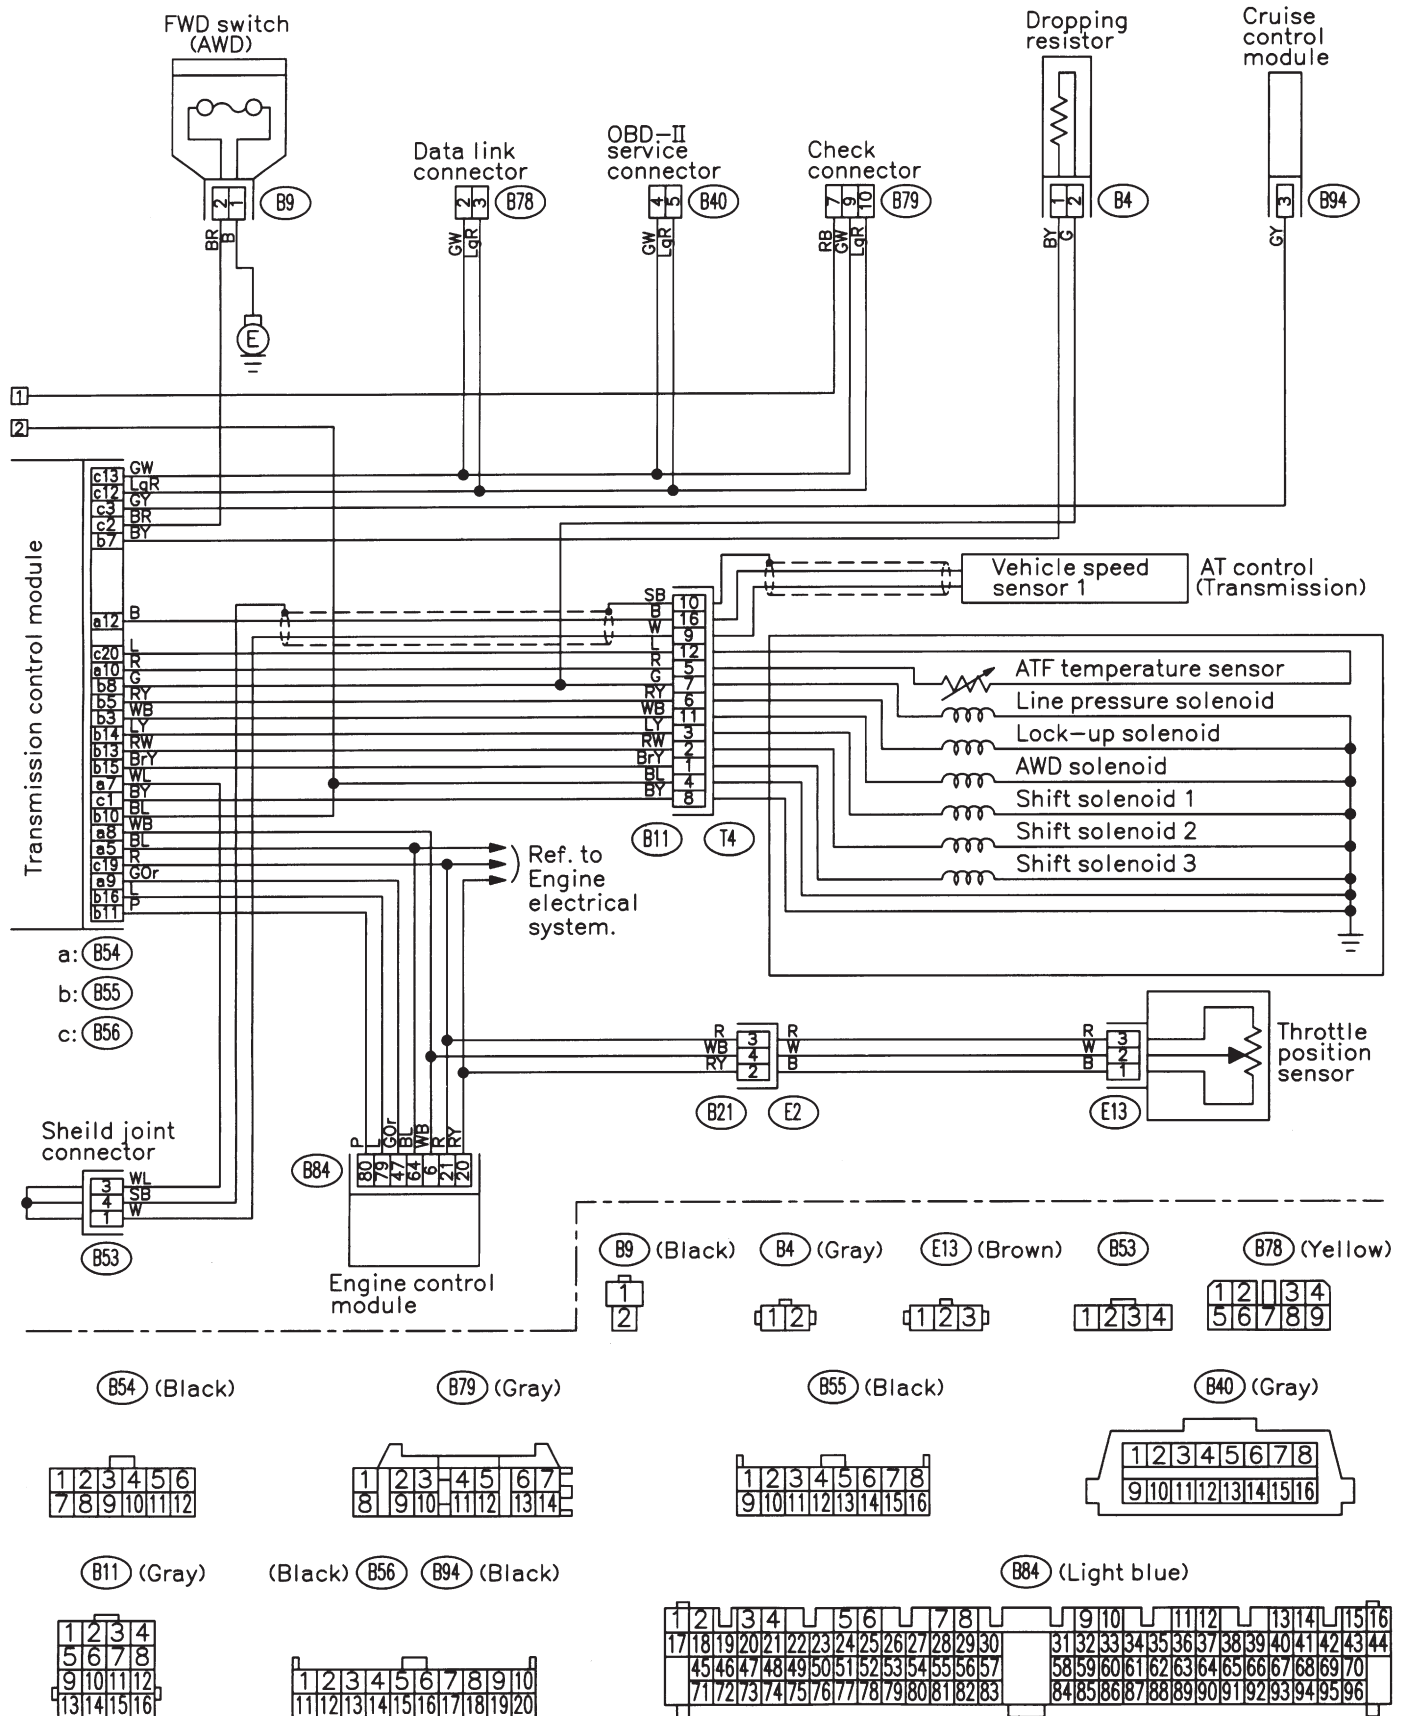 FWD switch
(AWD)
Dropping
resistor
Cruise
control
module
Data link
connector
OBD-II
service
connector
Check
connector
2 1 B9
2 3 B78
4 5 B40
7 9 10 B79
1 2 B4
3 B94
BR B
GW LgR
GW LgR
RB GW LgR
BY G
GY
E
1
2
Transmission control module
c13 GW
c12 LgR
c3 GY
c2 BR
b7 BY
a12 B
c20 L
a10 R
b8 G
b5 RY
b3 WB
b14 LY
b13 RW
b15 BrY
a7 WL
c1 BY
b10 BL
a8 WB
a5 BL
c19 R
a9 GOr
b16 L
b11 P
SB 10
B 16
W 9
L 12
R 5
G 7
RY 6
WB 11
LY 3
RW 2
BrY 1
BL 4
BY 8
B11 T4
Vehicle speed
sensor 1
AT control
(Transmission)
ATF temperature sensor
Line pressure solenoid
Lock-up solenoid
AWD solenoid
Shift solenoid 1
Shift solenoid 2
Shift solenoid 3
Ref. to
Engine
electrical
system.
a: B54
b: B55
c: B56
R 3 R
WB 4 W
RY 2 B
B21 E2
R 3
W 2
B 1
E13
Throttle
position
sensor
Sheild joint
connector
3 WL
4 SB
1 W
B53
P L GOr BL WB R RY
B84 80 79 47 64 6 21 20
Engine control
module
B9 (Black) B4 (Gray) E13 (Brown) B53 B78 (Yellow)
1
2
1 2
1 2 3
1 2 3 4
1 2 3 4
5 6 7 8 9
B54 (Black) B79 (Gray) B55 (Black) B40 (Gray)
1 2 3 4 5 6
7 8 9 10 11 12
1 2 3 4 5 6 7
8 9 10 11 12 13 14
1 2 3 4 5 6 7 8
9 10 11 12 13 14 15 16
1 2 3 4 5 6 7 8
9 10 11 12 13 14 15 16
B11 (Gray) (Black) B56 B94 (Black) B84 (Light blue)
1 2 3 4
5 6 7 8
9 10 11 12
13 14 15 16
1 2 3 4 5 6 7 8 9 10
11 12 13 14 15 16 17 18 19 20
1 2 3 4 5 6 7 8 9 10 11 12 13 14 15 16
17 18 19 20 21 22 23 24 25 26 27 28 29 30 31 32 33 34 35 36 37 38 39 40 41 42 43 44
45 46 47 48 49 50 51 52 53 54 55 56 57 58 59 60 61 62 63 64 65 66 67 68 69 70
71 72 73 74 75 76 77 78 79 80 81 82 83 84 85 86 87 88 89 90 91 92 93 94 95 96